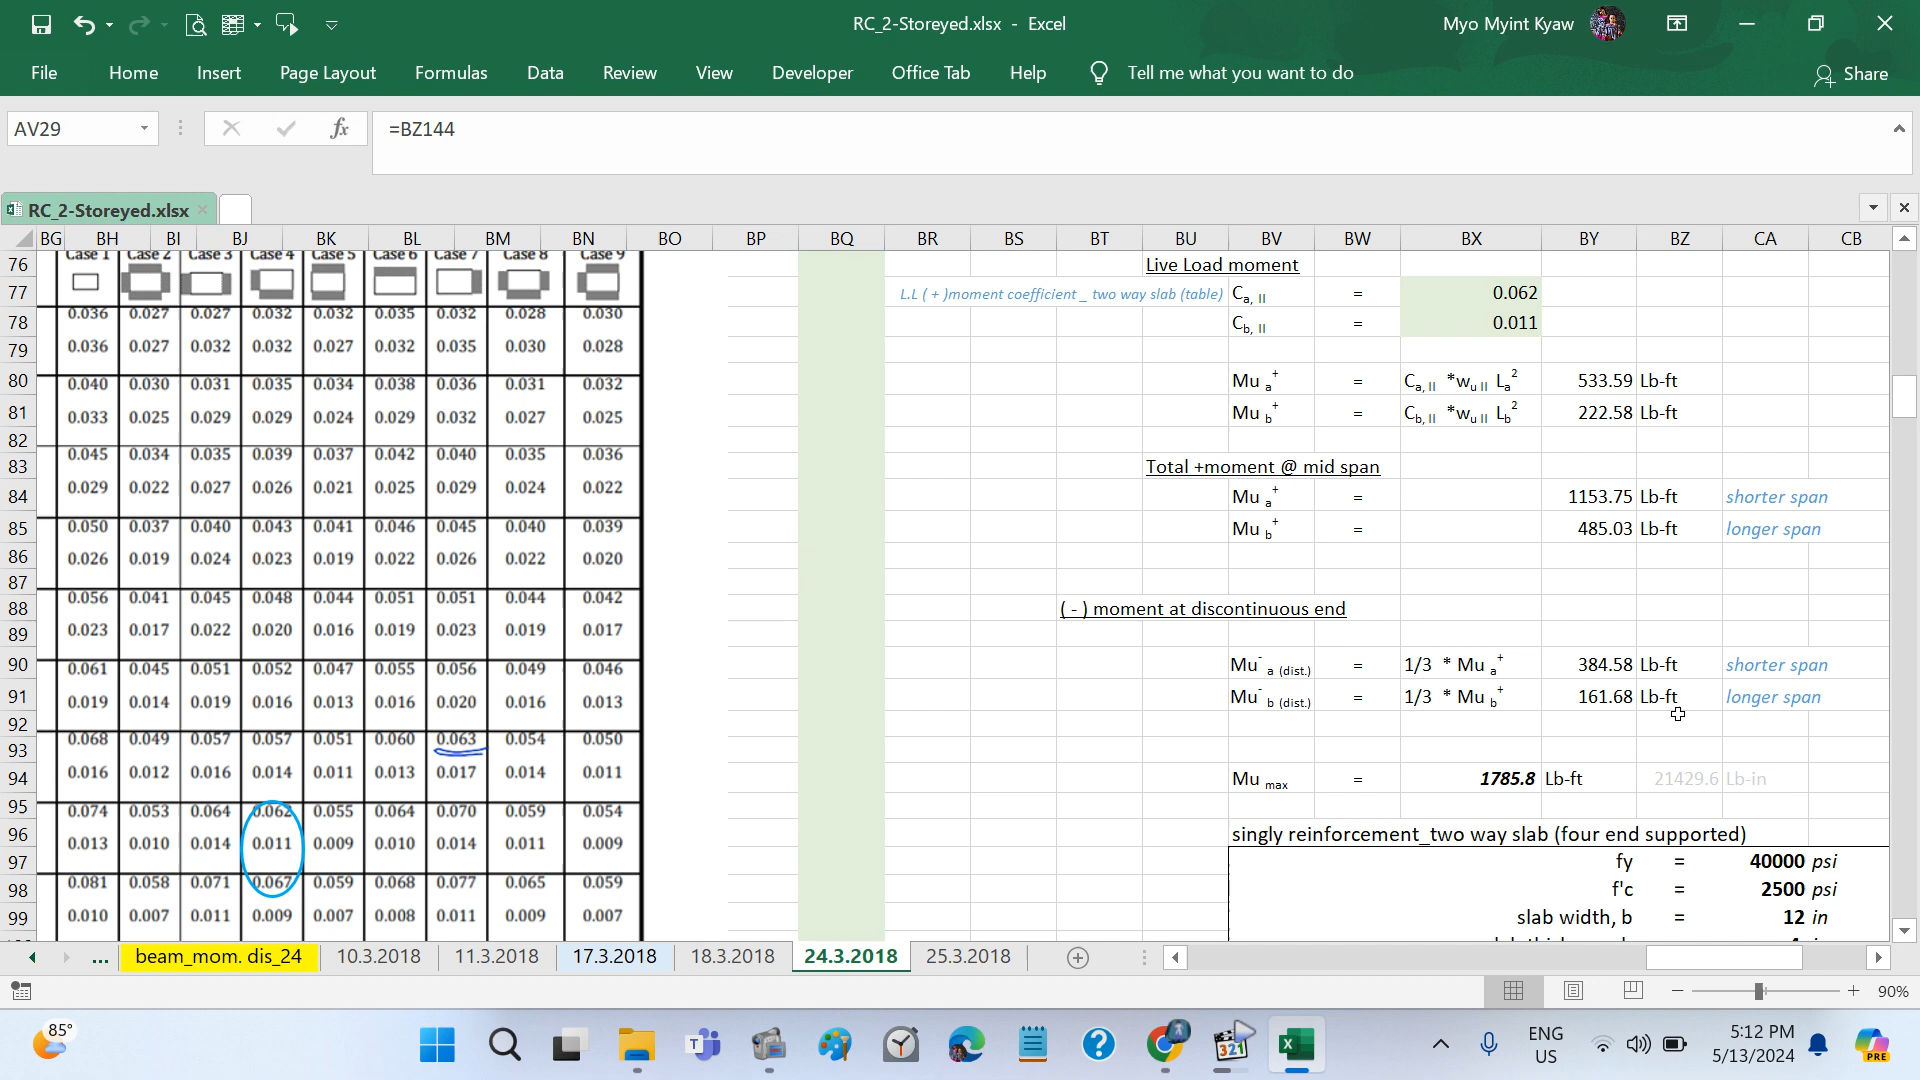 RC_2-Storeyed.xlsx - Excel
Myo Myint Kyaw
File Home Insert Page Layout Formulas Data Review View Developer Office Tab Help Tell me what you want to do Share
AV29 fx =BZ144
RC_2-Storeyed.xlsx
BG BH BI BJ BK BL BM BN BO BP BQ BR BS BT BU BV BW BX BY BZ CA CB
76 Case 1 Case 2 Case 3 Case 4 Case 5 Case 6 Case 7 Case 8 Case 9 Live Load moment
77 L.L ( + )moment coefficient _ two way slab (table) Ca, ll = 0.062
78 0.036 0.027 0.027 0.032 0.032 0.035 0.032 0.028 0.030 Cb, ll = 0.011
79 0.036 0.027 0.032 0.032 0.027 0.032 0.035 0.030 0.028
80 0.040 0.030 0.031 0.035 0.034 0.038 0.036 0.031 0.032 Mu a+ = Ca, ll *wu ll La2 533.59 Lb-ft
81 0.033 0.025 0.029 0.029 0.024 0.029 0.032 0.027 0.025 Mu b+ = Cb, ll *wu ll Lb2 222.58 Lb-ft
82
83 0.045 0.034 0.035 0.039 0.037 0.042 0.040 0.035 0.036 Total +moment @ mid span
84 0.029 0.022 0.027 0.026 0.021 0.025 0.029 0.024 0.022 Mu a+ = 1153.75 Lb-ft shorter span
85 0.050 0.037 0.040 0.043 0.041 0.046 0.045 0.040 0.039 Mu b+ = 485.03 Lb-ft longer span
86 0.026 0.019 0.024 0.023 0.019 0.022 0.026 0.022 0.020
87
88 0.056 0.041 0.045 0.048 0.044 0.051 0.051 0.044 0.042 ( - ) moment at discontinuous end
89 0.023 0.017 0.022 0.020 0.016 0.019 0.023 0.019 0.017
90 0.061 0.045 0.051 0.052 0.047 0.055 0.056 0.049 0.046 Mu- a (dist.) = 1/3 * Mu a+ 384.58 Lb-ft shorter span
91 0.019 0.014 0.019 0.016 0.013 0.016 0.020 0.016 0.013 Mu- b (dist.) = 1/3 * Mu b+ 161.68 Lb-ft longer span
92
93 0.068 0.049 0.057 0.057 0.051 0.060 0.063 0.054 0.050
94 0.016 0.012 0.016 0.014 0.011 0.013 0.017 0.014 0.011 Mu max = 1785.8 Lb-ft 21429.6 Lb-in
95 0.074 0.053 0.064 0.062 0.055 0.064 0.070 0.059 0.054
96 0.013 0.010 0.014 0.011 0.009 0.010 0.014 0.011 0.009 singly reinforcement_two way slab (four end supported)
97 fy = 40000 psi
98 0.081 0.058 0.071 0.067 0.059 0.068 0.077 0.065 0.059 f'c = 2500 psi
99 0.010 0.007 0.011 0.009 0.007 0.008 0.011 0.009 0.007 slab width, b = 12 in
... beam_mom. dis_24 10.3.2018 11.3.2018 17.3.2018 18.3.2018 24.3.2018 25.3.2018
90%
85°
321
ENG
US
5:12 PM
5/13/2024
PRE